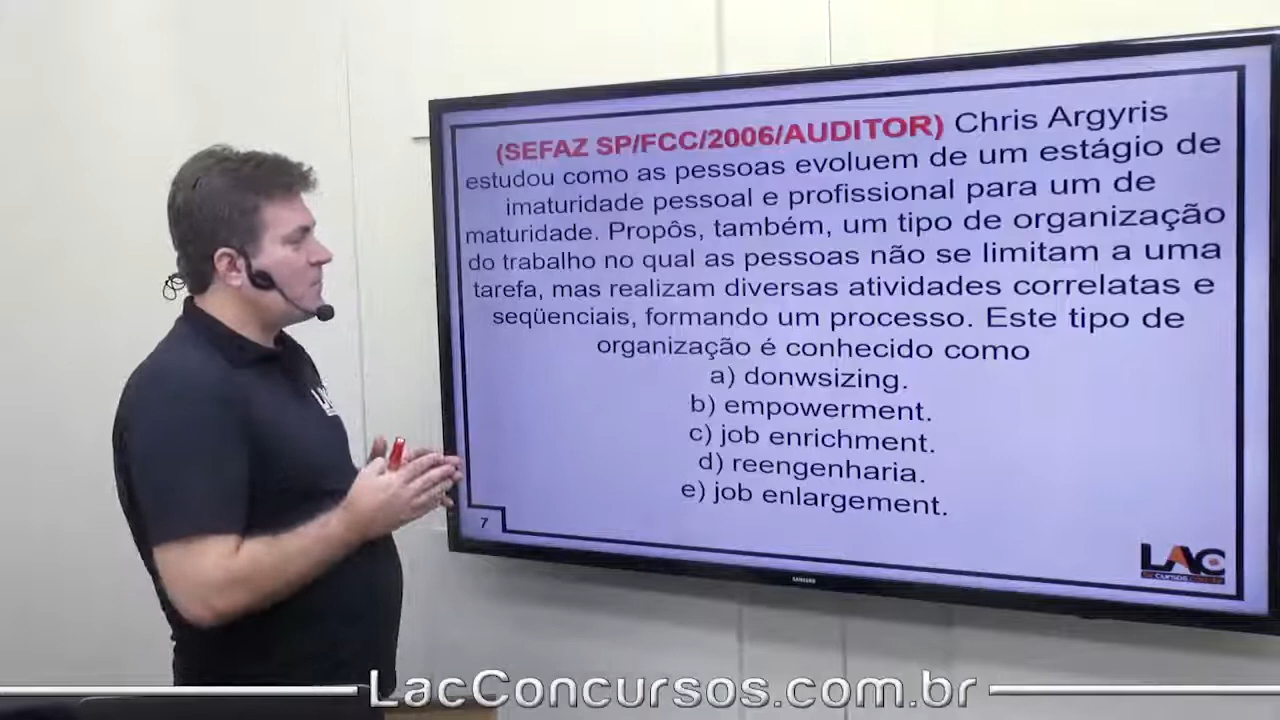 (SEFAZ SP/FCC/2006/AUDITOR) Chris Argyris
estudou como as pessoas evoluem de um estágio de
imaturidade pessoal e profissional para um de
maturidade. Propôs, também, um tipo de organização
do trabalho no qual as pessoas não se limitam a uma
tarefa, mas realizam diversas atividades correlatas e
seqüenciais, formando um processo. Este tipo de
organização é conhecido como
a) donwsizing.
b) empowerment.
c) job enrichment.
d) reengenharia.
e) job enlargement.
7
LAC
SAMSUNG
LacConcursos.com.br